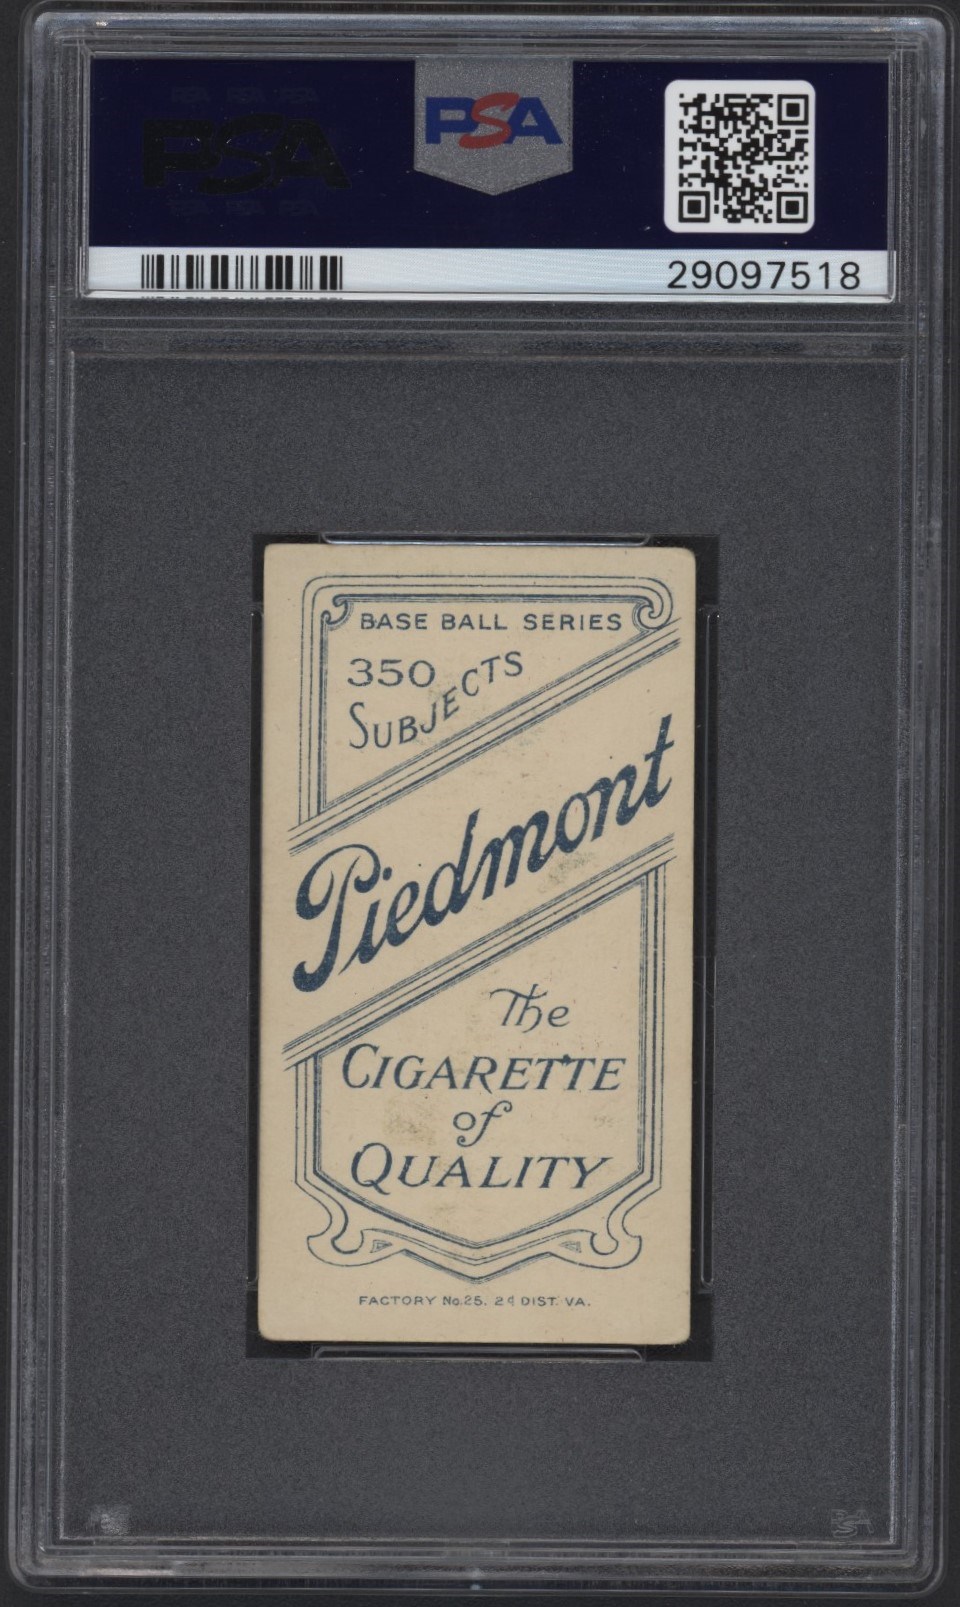 PSA
PSA
29097518
BASE BALL SERIES
350
SUBJECTS
Piedmont
The
CIGARETTE
of
QUALITY
FACTORY No.25. 2d DIST. VA.
PSA